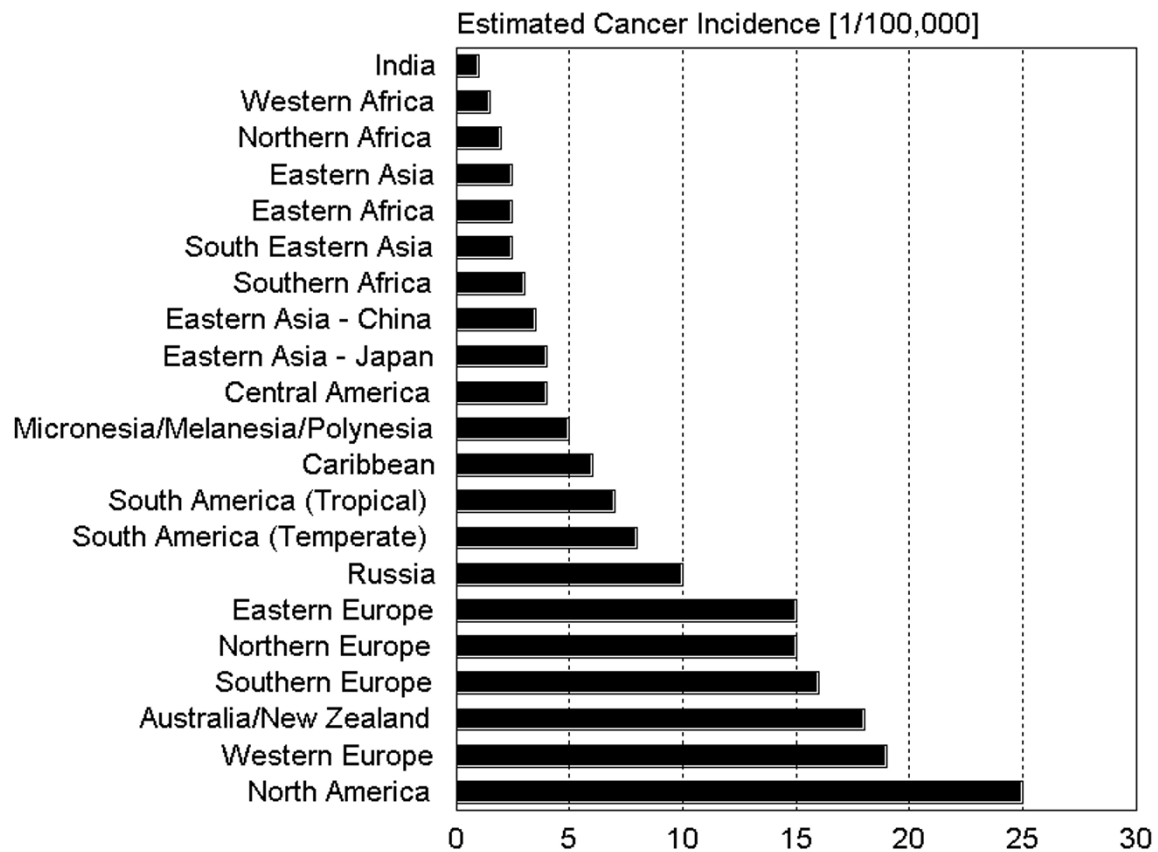 Estimated Cancer Incidence [1/100,000]
India
Western Africa
Northern Africa
Eastern Asia
Eastern Africa
South Eastern Asia
Southern Africa
Eastern Asia - China
Eastern Asia - Japan
Central America
Micronesia/Melanesia/Polynesia
Caribbean
South America (Tropical)
South America (Temperate)
Russia
Eastern Europe
Northern Europe
Southern Europe
Australia/New Zealand
Western Europe
North America
0 5 10 15 20 25 30